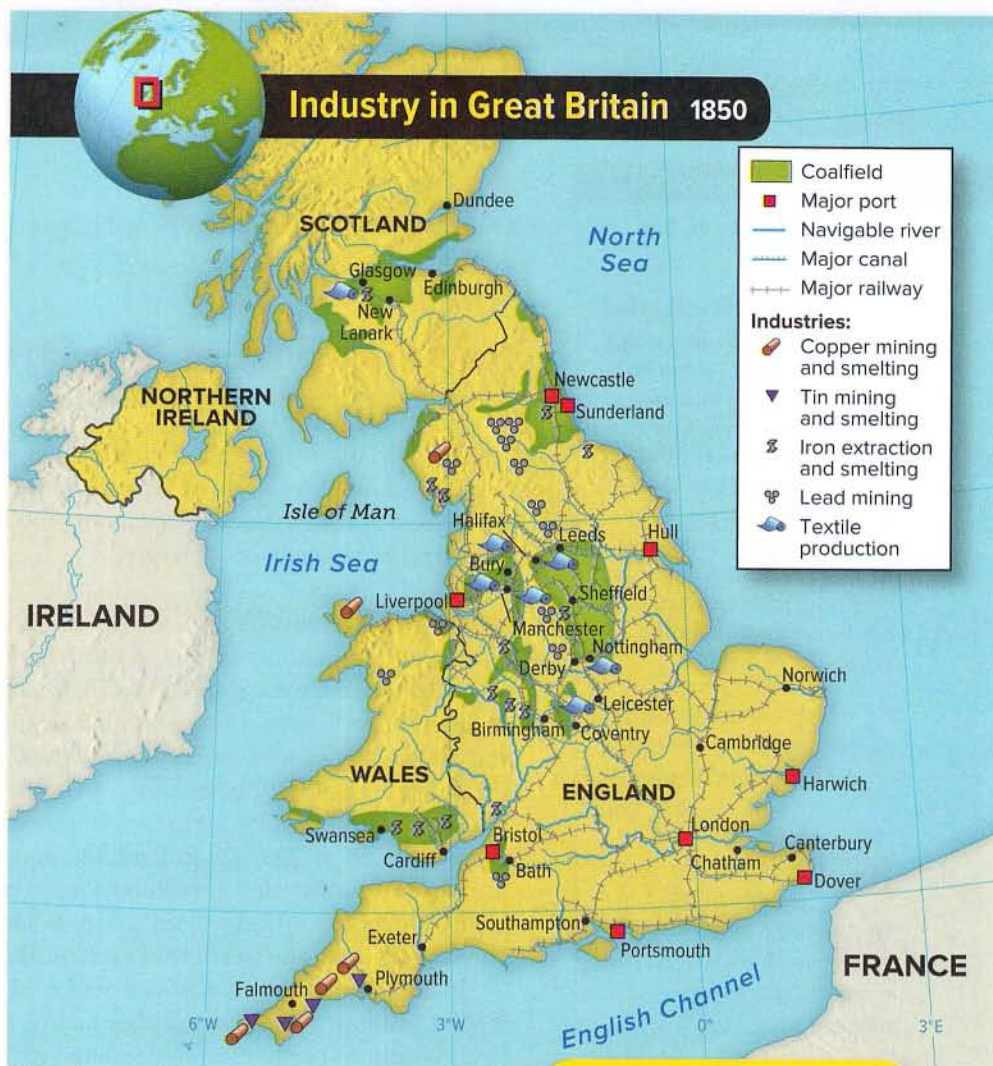 Industry in Great Britain 1850
Coalfield
Major port
Navigable river
Major canal
Major railway
Industries:
Copper mining
and smelting
Tin mining
and smelting
Iron extraction
and smelting
Lead mining
Textile
production
SCOTLAND
Dundee
North
Sea
Glasgow
Edinburgh
New
Lanark
NORTHERN
IRELAND
Newcastle
Sunderland
Isle of Man
Halifax
Leeds
Hull
Irish Sea
Bury
Liverpool
Sheffield
IRELAND
Manchester
Nottingham
Derby
Norwich
Leicester
Birmingham
Coventry
Cambridge
WALES
ENGLAND
Harwich
Swansea
Bristol
London
Canterbury
Cardiff
Bath
Chatham
Dover
Southampton
Exeter
Portsmouth
FRANCE
Falmouth
Plymouth
English Channel
6°W
3°W
0°
3°E